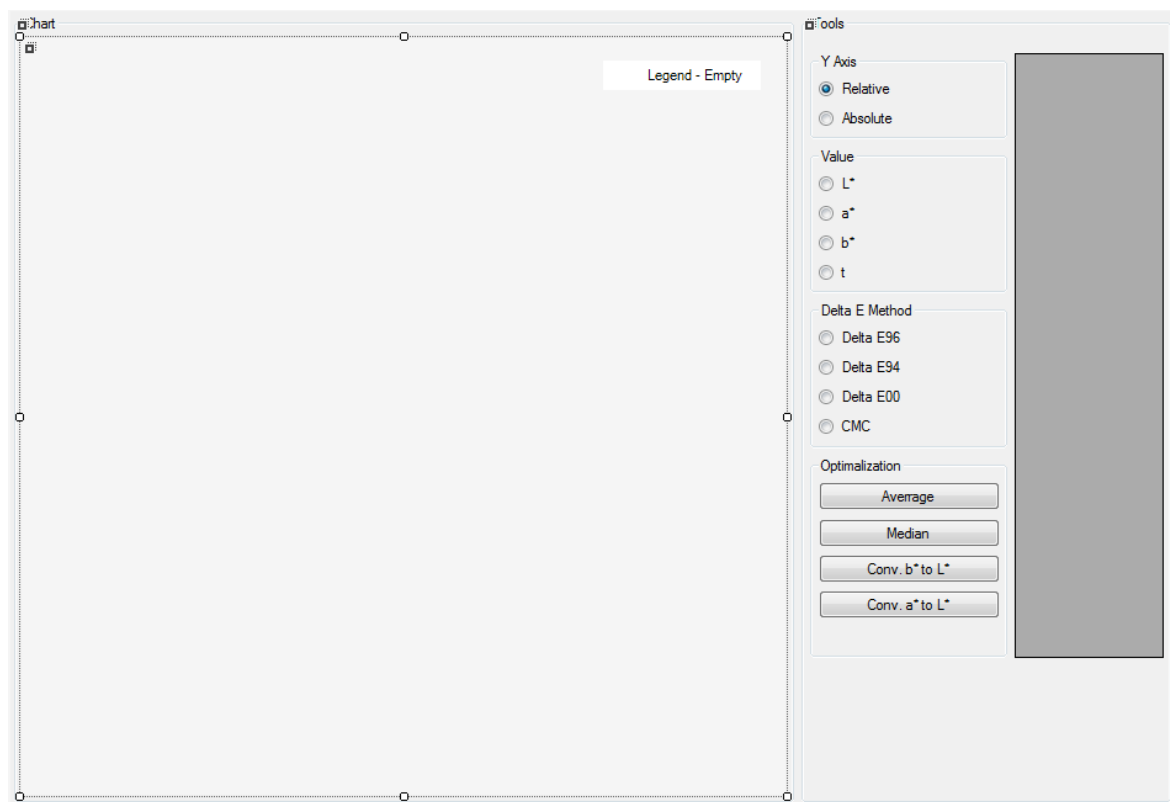 Chart
Legend - Empty
Tools
Y Axis
Relative
Absolute
Value
L*
a*
b*
t
Delta E Method
Delta E96
Delta E94
Delta E00
CMC
Optimalization
Averrage
Median
Conv. b* to L*
Conv. a* to L*